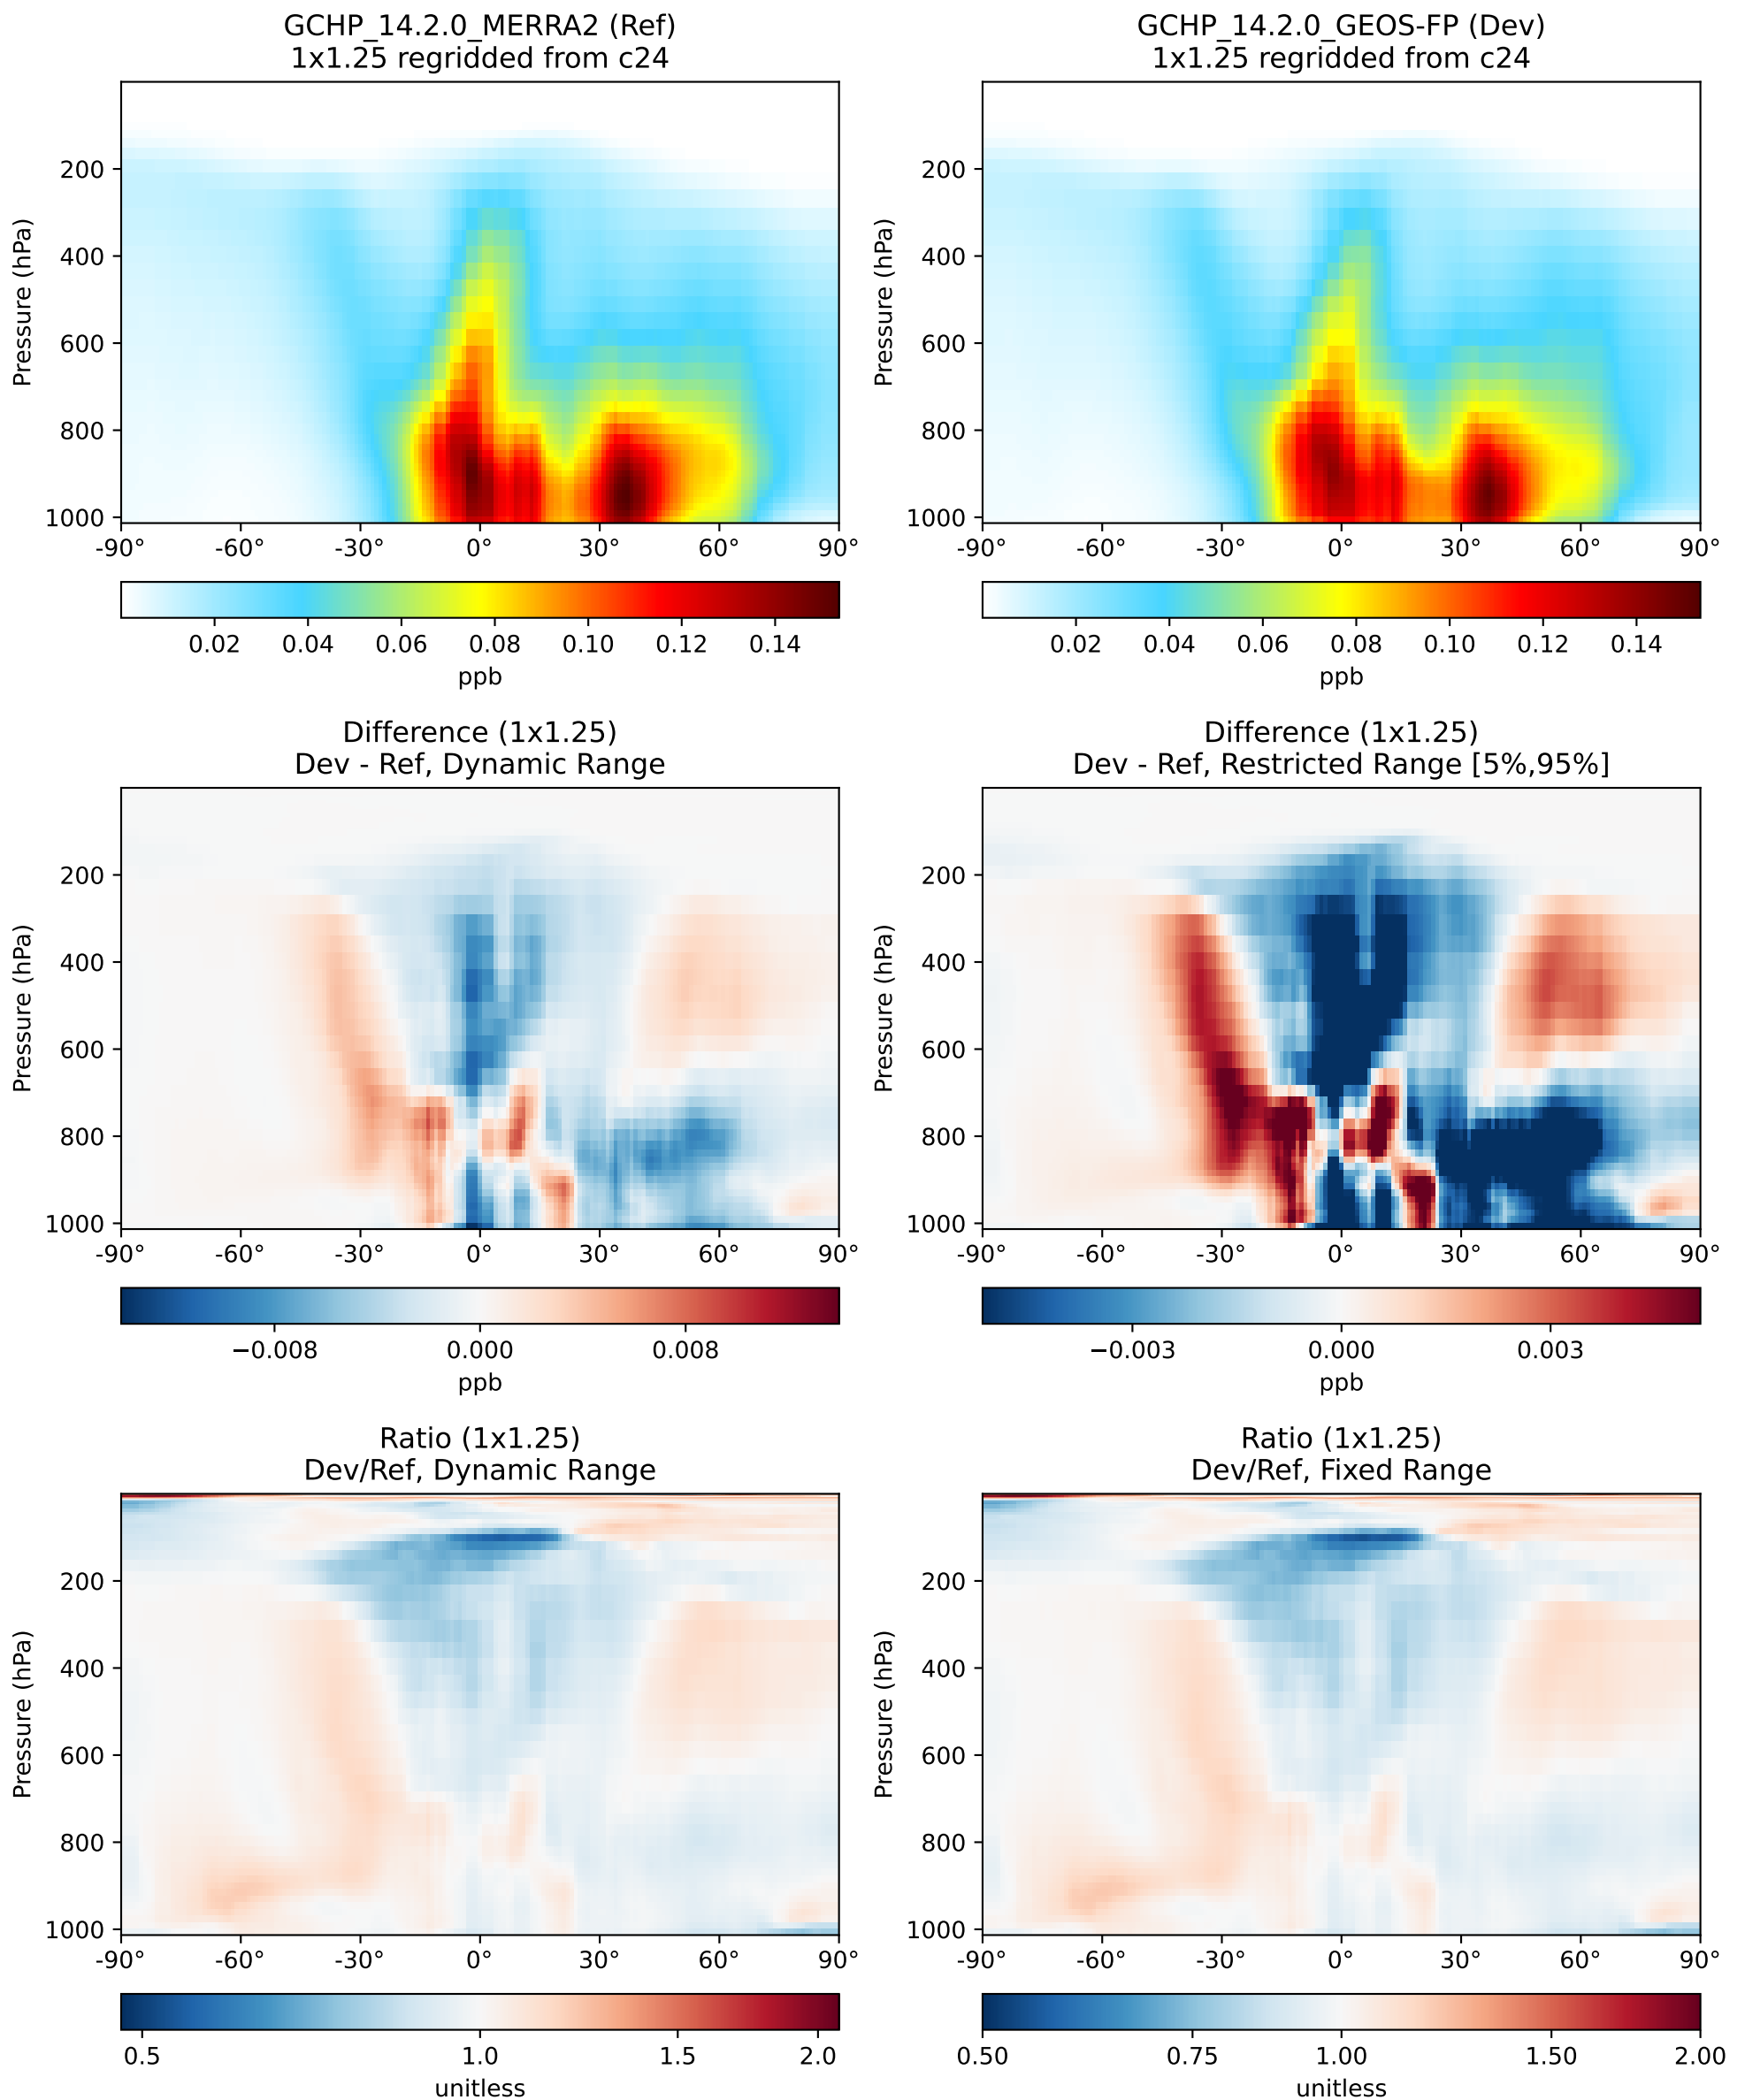 GCHP_14.2.0_MERRA2 (Ref)
1x1.25 regridded from c24
Pressure (hPa)
200
400
600
800
1000
-90° -60° -30° 0° 30° 60° 90°
0.02 0.04 0.06 0.08 0.10 0.12 0.14
ppb
GCHP_14.2.0_GEOS-FP (Dev)
1x1.25 regridded from c24
Pressure (hPa)
200
400
600
800
1000
-90° -60° -30° 0° 30° 60° 90°
0.02 0.04 0.06 0.08 0.10 0.12 0.14
ppb
Difference (1x1.25)
Dev - Ref, Dynamic Range
Pressure (hPa)
200
400
600
800
1000
-90° -60° -30° 0° 30° 60° 90°
−0.008 0.000 0.008
ppb
Difference (1x1.25)
Dev - Ref, Restricted Range [5%,95%]
Pressure (hPa)
200
400
600
800
1000
-90° -60° -30° 0° 30° 60° 90°
−0.003 0.000 0.003
ppb
Ratio (1x1.25)
Dev/Ref, Dynamic Range
Pressure (hPa)
200
400
600
800
1000
-90° -60° -30° 0° 30° 60° 90°
0.5 1.0 1.5 2.0
unitless
Ratio (1x1.25)
Dev/Ref, Fixed Range
Pressure (hPa)
200
400
600
800
1000
-90° -60° -30° 0° 30° 60° 90°
0.50 0.75 1.00 1.50 2.00
unitless